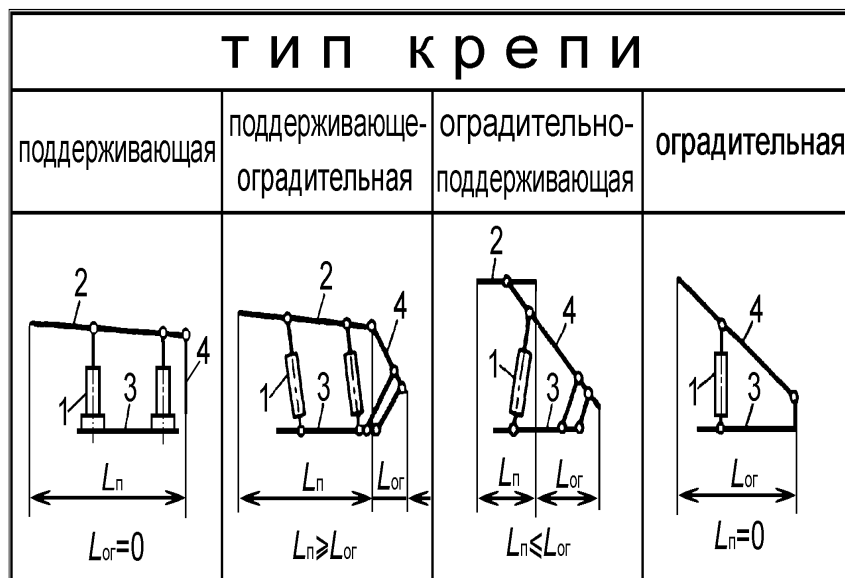 тип крепи
поддерживающая
поддерживающе-
оградительная
оградительно-
поддерживающая
оградительная
2
4
1
3
Lп
Lог=0
2
4
1
3
Lп
Lог
Lп⩾Lог
2
4
1
3
Lп
Lог
Lп⩽Lог
4
1
3
Lог
Lп=0